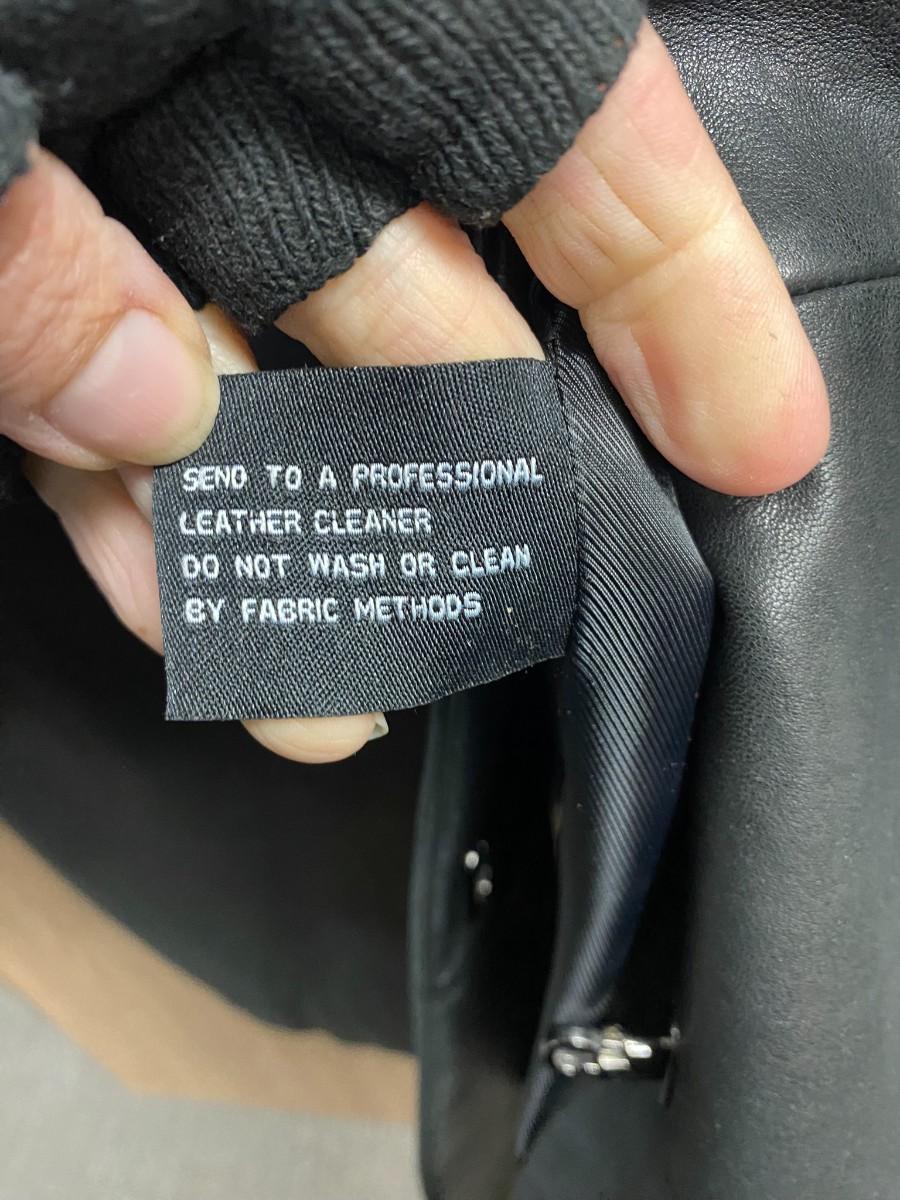 SEND TO A PROFESSIONAL
LEATHER CLEANER
DO NOT WASH OR CLEAN
BY FABRIC METHODS